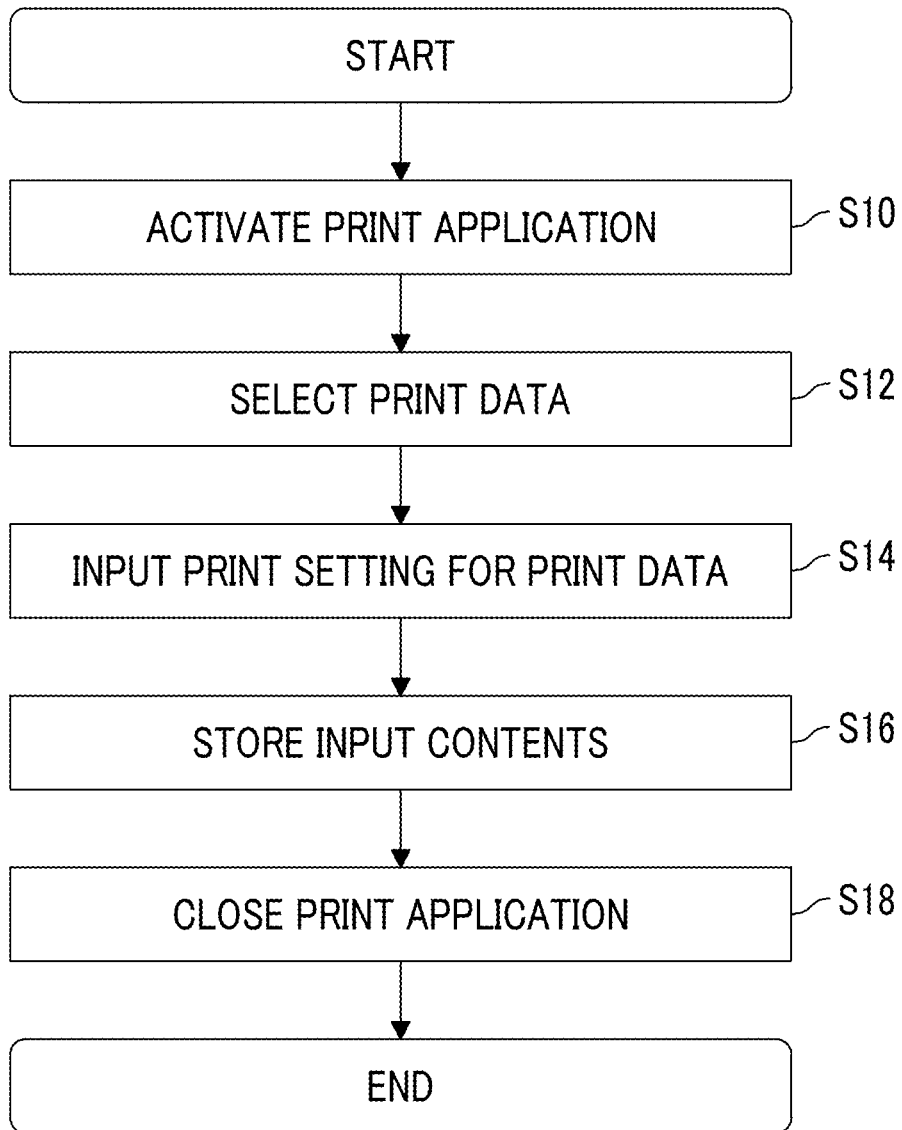 START
ACTIVATE PRINT APPLICATION
S10
SELECT PRINT DATA
S12
INPUT PRINT SETTING FOR PRINT DATA
S14
STORE INPUT CONTENTS
S16
CLOSE PRINT APPLICATION
S18
END